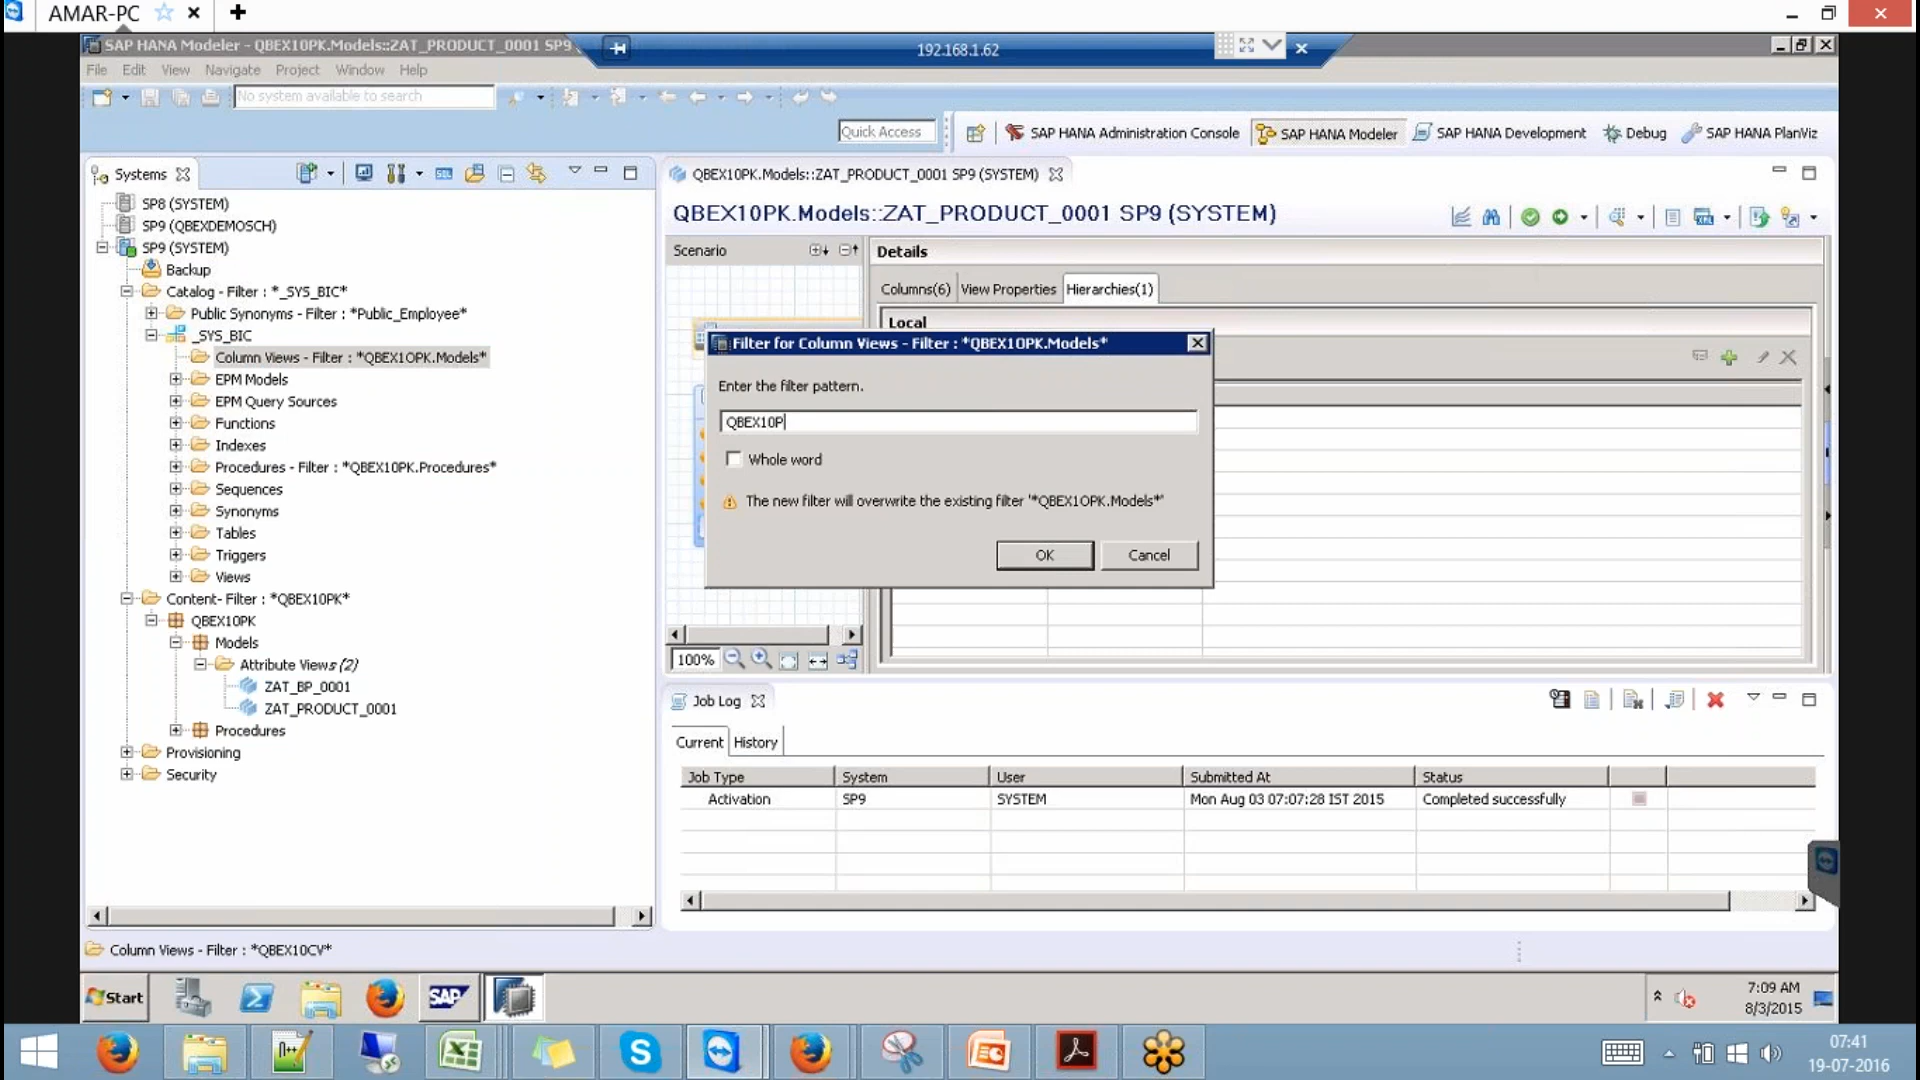 AMAR-PC
SAP HANA Modeler - QBEX10PK.Models::ZAT_PRODUCT_0001 SP9
192.168.1.62
File Edit View Navigate Project Window Help
No system available to search
Quick Access
SAP HANA Administration Console
SAP HANA Modeler
SAP HANA Development
Debug
SAP HANA PlanViz
Systems
SP8 (SYSTEM)
SP9 (QBEXDEMOSCH)
SP9 (SYSTEM)
Backup
Catalog - Filter : *_SYS_BIC*
Public Synonyms - Filter : *Public_Employee*
_SYS_BIC
Column Views - Filter : *QBEX1OPK.Models*
EPM Models
EPM Query Sources
Functions
Indexes
Procedures - Filter : *QBEX10PK.Procedures*
Sequences
Synonyms
Tables
Triggers
Views
Content- Filter : *QBEX10PK*
QBEX10PK
Models
Attribute Views (2)
ZAT_BP_0001
ZAT_PRODUCT_0001
Procedures
Provisioning
Security
QBEX10PK.Models::ZAT_PRODUCT_0001 SP9 (SYSTEM)
QBEX10PK.Models::ZAT_PRODUCT_0001 SP9 (SYSTEM)
Scenario
Details
Columns(6) View Properties Hierarchies(1)
Local
Filter for Column Views - Filter : *QBEX1OPK.Models*
Enter the filter pattern.
QBEX10P
Whole word
The new filter will overwrite the existing filter '*QBEX1OPK.Models*'
OK Cancel
100%
Job Log
Current History
Job Type System User Submitted At Status
Activation SP9 SYSTEM Mon Aug 03 07:07:28 IST 2015 Completed successfully
Column Views - Filter : *QBEX10CV*
Start
SAP
7:09 AM
8/3/2015
07:41
19-07-2016